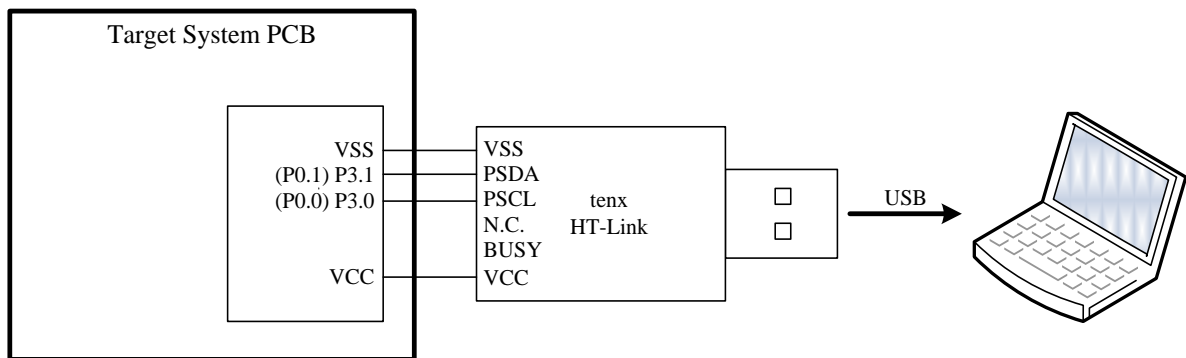 Target System PCB
VSS
(P0.1) P3.1
(P0.0) P3.0
VCC
VSS
PSDA
PSCL
N.C.
BUSY
VCC
tenx
HT-Link
USB